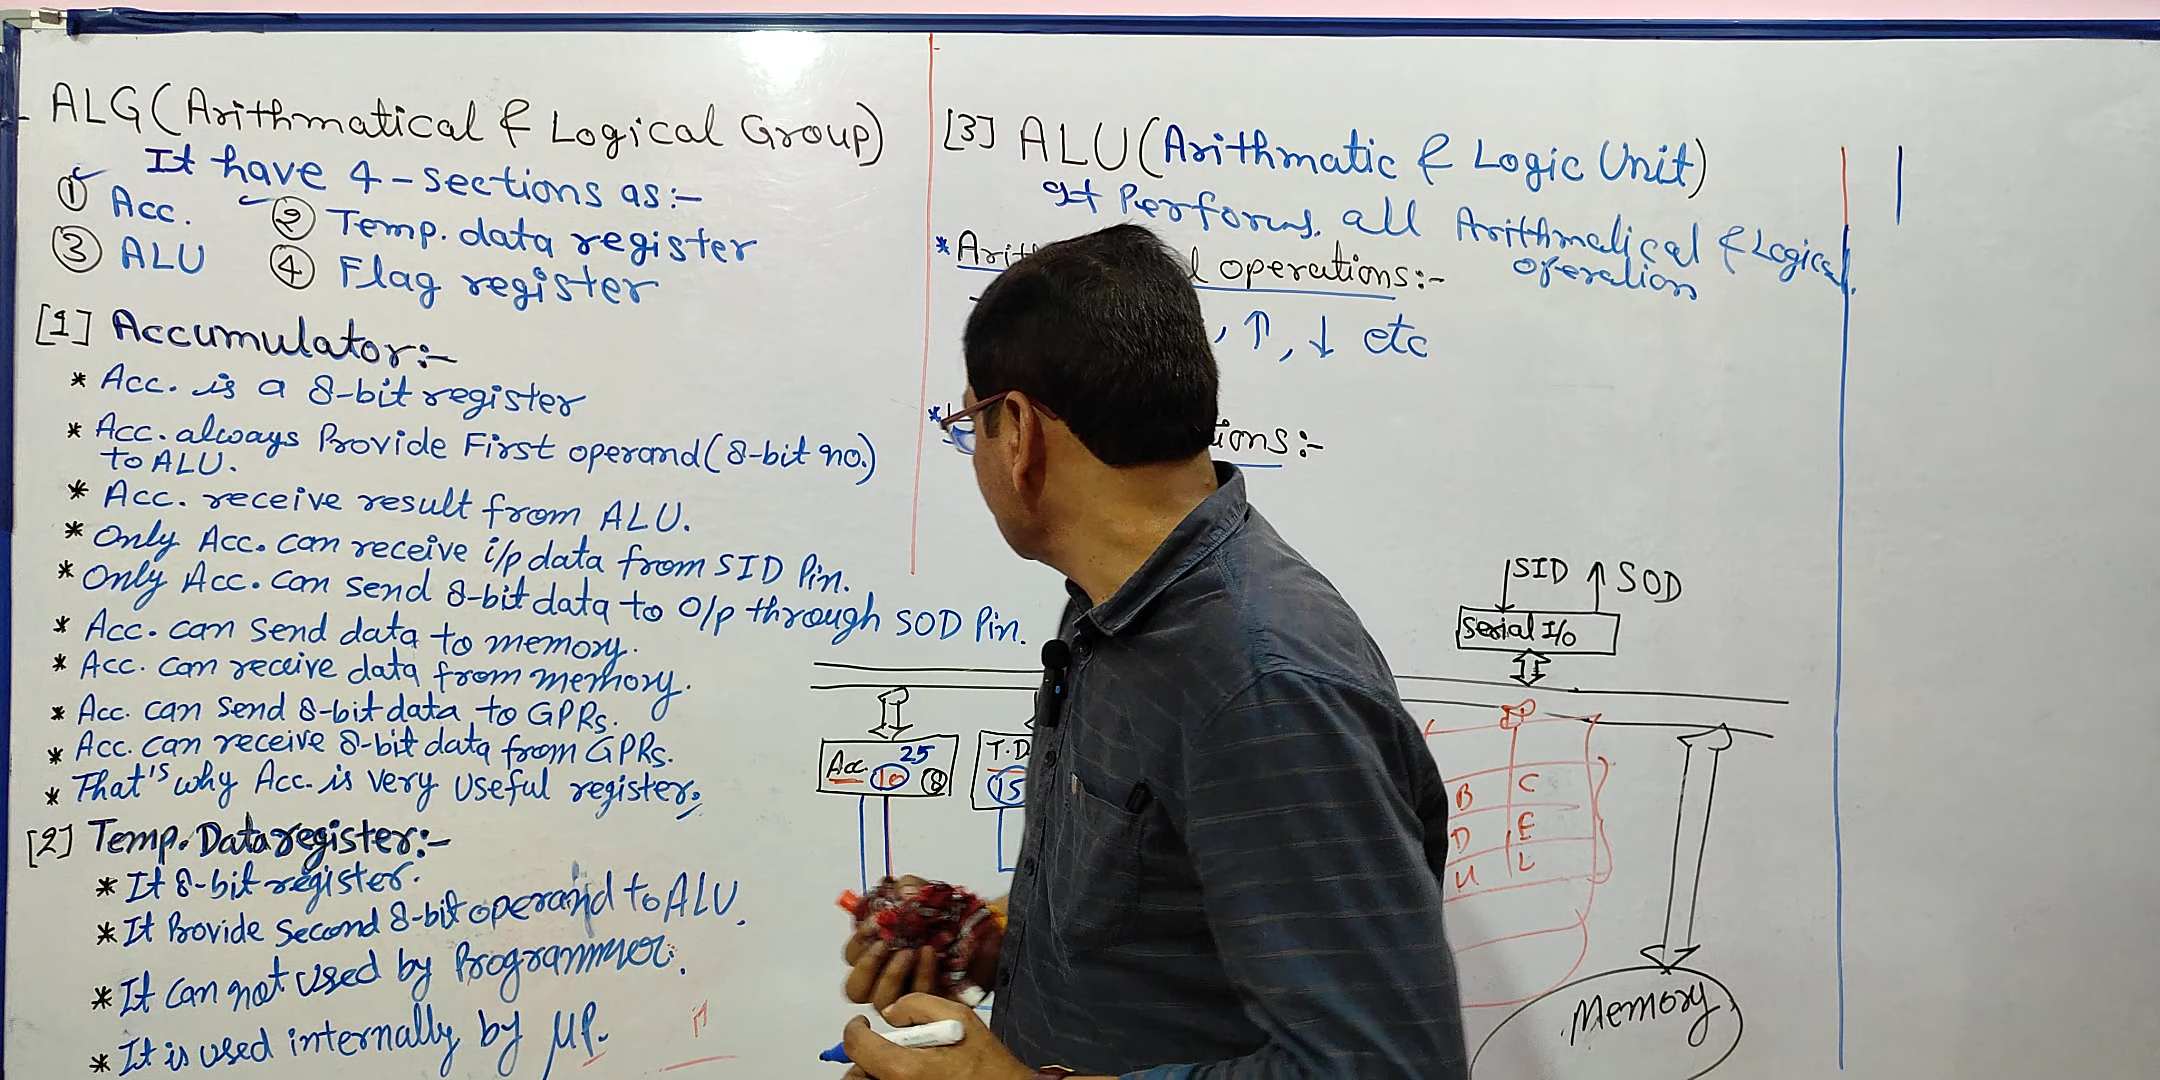 ALG (Arithmatical & Logical Group)
It have 4-sections as:-
① Acc. ② Temp. data register
③ ALU ④ Flag register
[1] Accumulator:-
* Acc. is a 8-bit register
* Acc. always Provide First operand (8-bit no.)
to ALU.
* Acc. receive result from ALU.
* Only Acc. can receive i/p data from SID Pin.
* Only Acc. can send 8-bit data to O/p through SOD Pin.
* Acc. can send data to memory.
* Acc. can receive data from memory.
* Acc. can send 8-bit data to GPRs.
* Acc. can receive 8-bit data from GPRs.
* That's why Acc. is very useful register.
[2] Temp. Data register:-
* It 8-bit register.
* It Provide Second 8-bit operand to ALU.
* It can not used by Programmer.
* It is used internally by μP.
[3] ALU (Arithmatic & Logic Unit)
It Performs all Arithmatical & Logical
operation
* Arit l operations:-
, ↑, ↓ etc
* ions:-
SID SOD
Serial I/O
Acc. 10 25 8
T.D
15
B C
D E
H L
Memory